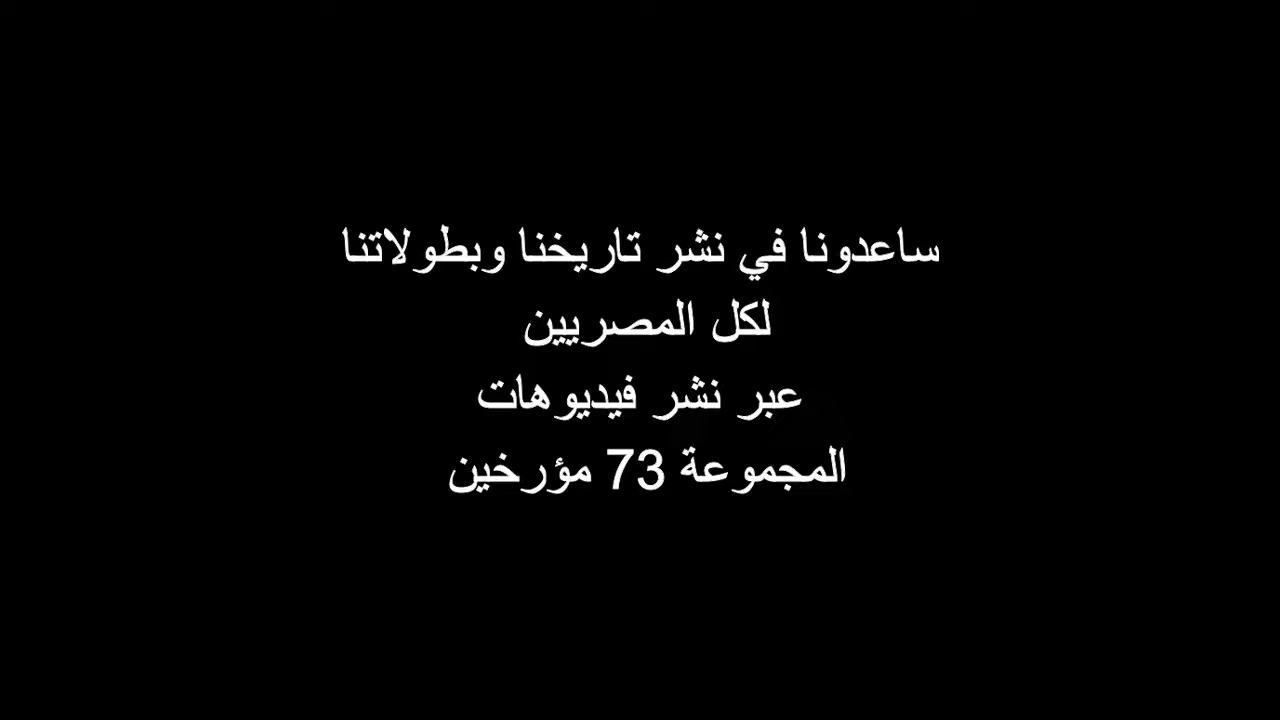 ساعدونا في نشر تاريخنا وبطولاتنا
لكل المصريين
عبر نشر فيديوهات
المجموعة 73 مؤرخين